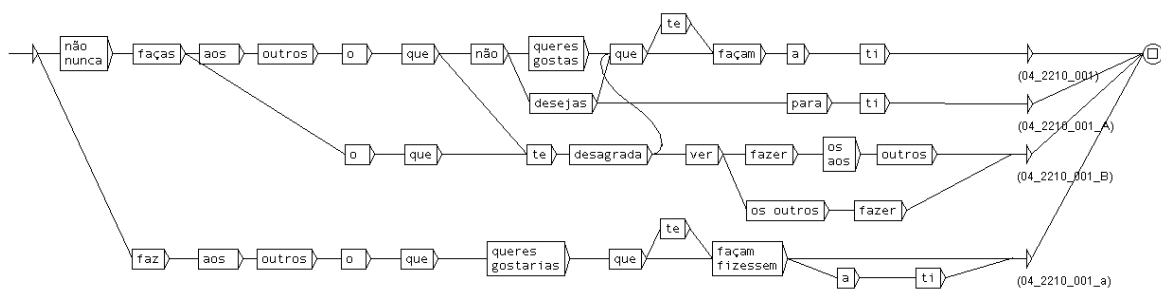 te
não
nunca
faças aos outros o que não queres
gostas
que façam a ti
(04_2210_001)
desejas para ti
(04_2210_001_A)
o que te desagrada ver fazer os
aos
outros
(04_2210_001_B)
os outros fazer
te
faz aos outros o que queres
gostarias
que façam
fizessem
a ti
(04_2210_001_a)